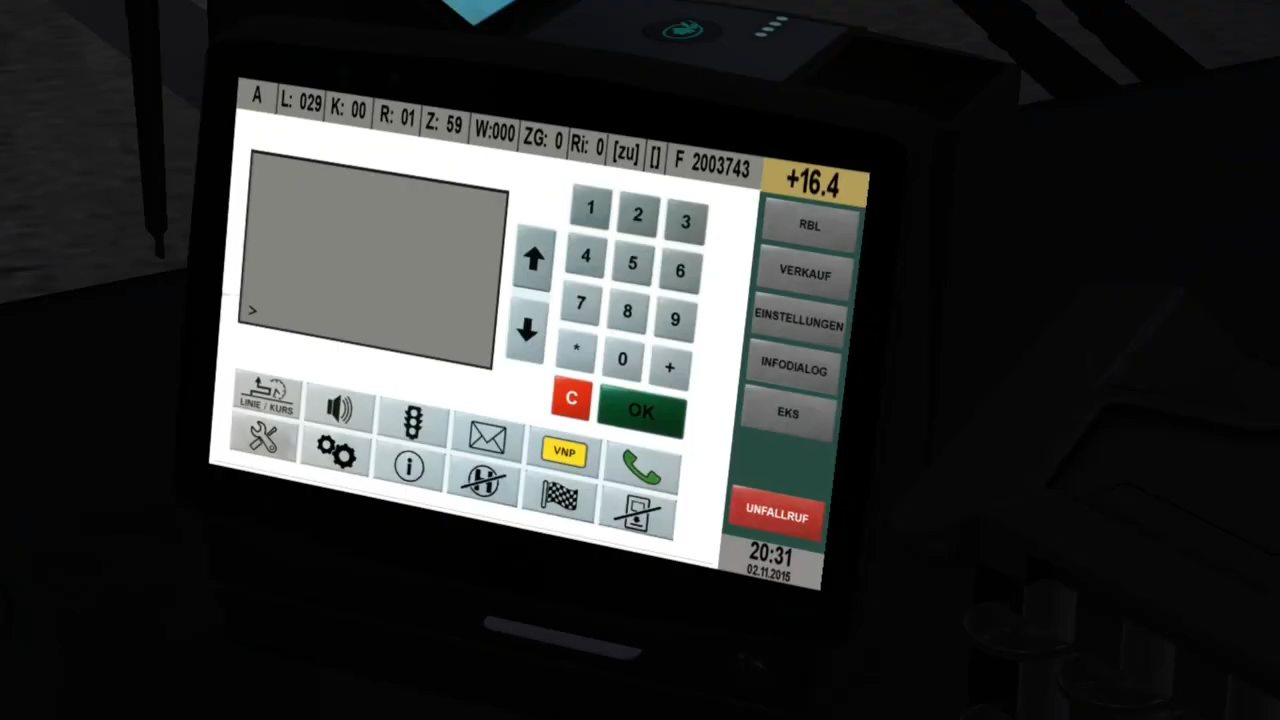 A L: 029 K: 00 R: 01 Z: 59 W:000 ZG: 0 Ri: 0 [zu] [] F 2003743
+16.4
>
1 2 3
4 5 6
7 8 9
* 0 +
C OK
RBL
VERKAUF
EINSTELLUNGEN
INFODIALOG
EKS
UNFALLRUF
20:31
02.11.2015
LINIE / KURS
VNP
i
H